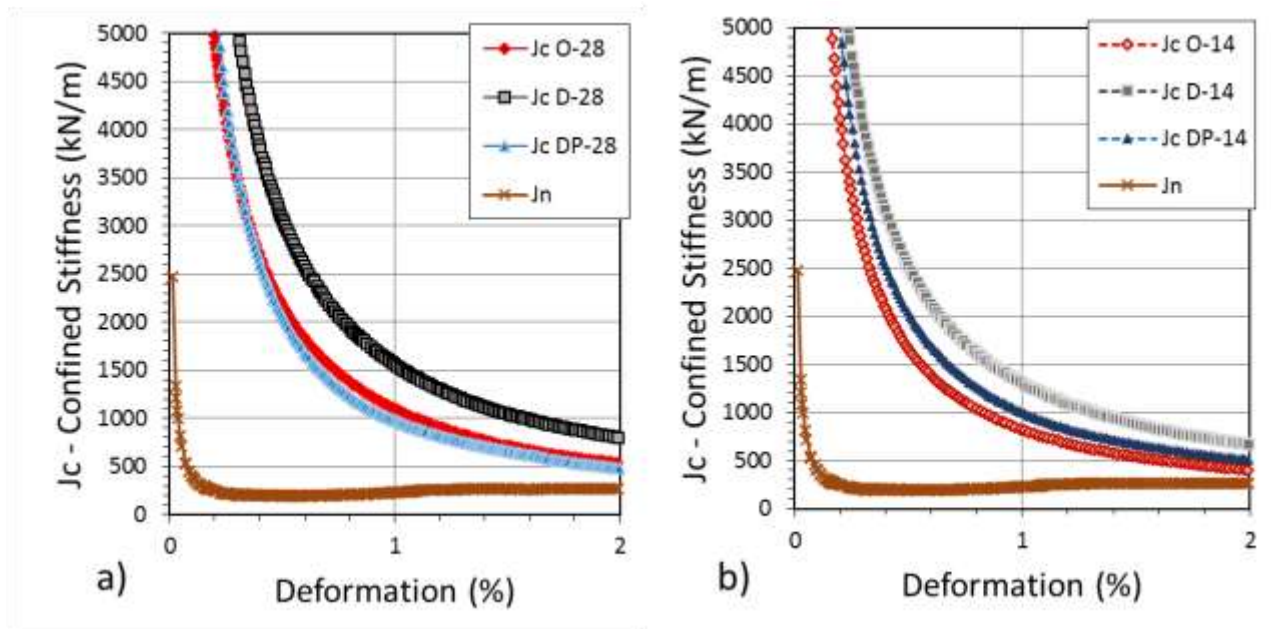 5000
4500
4000
3500
3000
2500
2000
1500
1000
500
0
Jc - Confined Stiffness (kN/m)
Jc O-28
Jc D-28
Jc DP-28
Jn
0 1 2
a) Deformation (%)
5000
4500
4000
3500
3000
2500
2000
1500
1000
500
0
Jc - Confined Stiffness (kN/m)
Jc O-14
Jc D-14
Jc DP-14
Jn
0 1 2
b) Deformation (%)